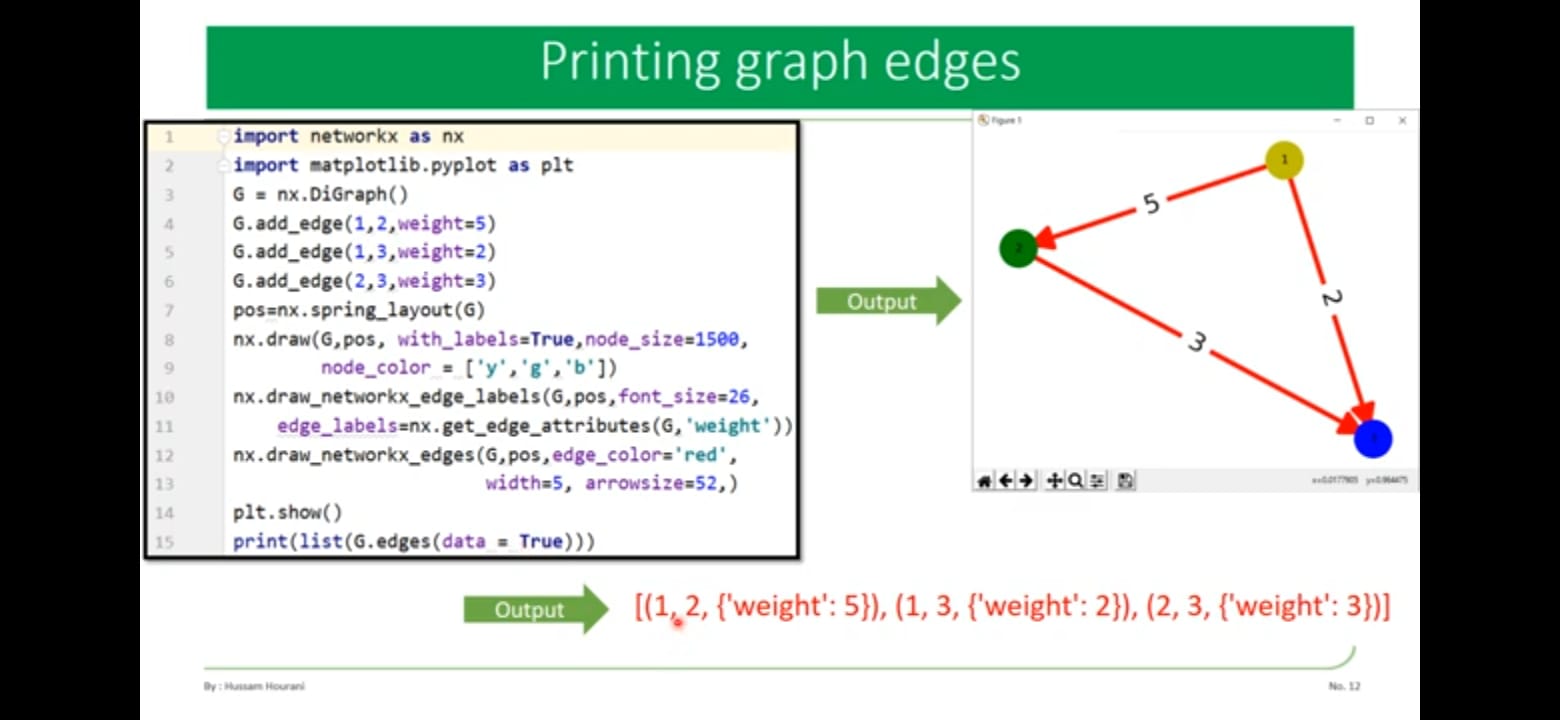 Printing graph edges
1 import networkx as nx
2 import matplotlib.pyplot as plt
3 G = nx.DiGraph()
4 G.add_edge(1,2,weight=5)
5 G.add_edge(1,3,weight=2)
6 G.add_edge(2,3,weight=3)
7 pos=nx.spring_layout(G)
8 nx.draw(G,pos, with_labels=True,node_size=1500,
9 node_color = ['y','g','b'])
10 nx.draw_networkx_edge_labels(G,pos,font_size=26,
11 edge_labels=nx.get_edge_attributes(G,'weight'))
12 nx.draw_networkx_edges(G,pos,edge_color='red',
13 width=5, arrowsize=52,)
14 plt.show()
15 print(list(G.edges(data = True)))
Output
Figure 1
1
5
2
2
3
Output
[(1, 2, {'weight': 5}), (1, 3, {'weight': 2}), (2, 3, {'weight': 3})]
By : Hussam Hourani
No. 12